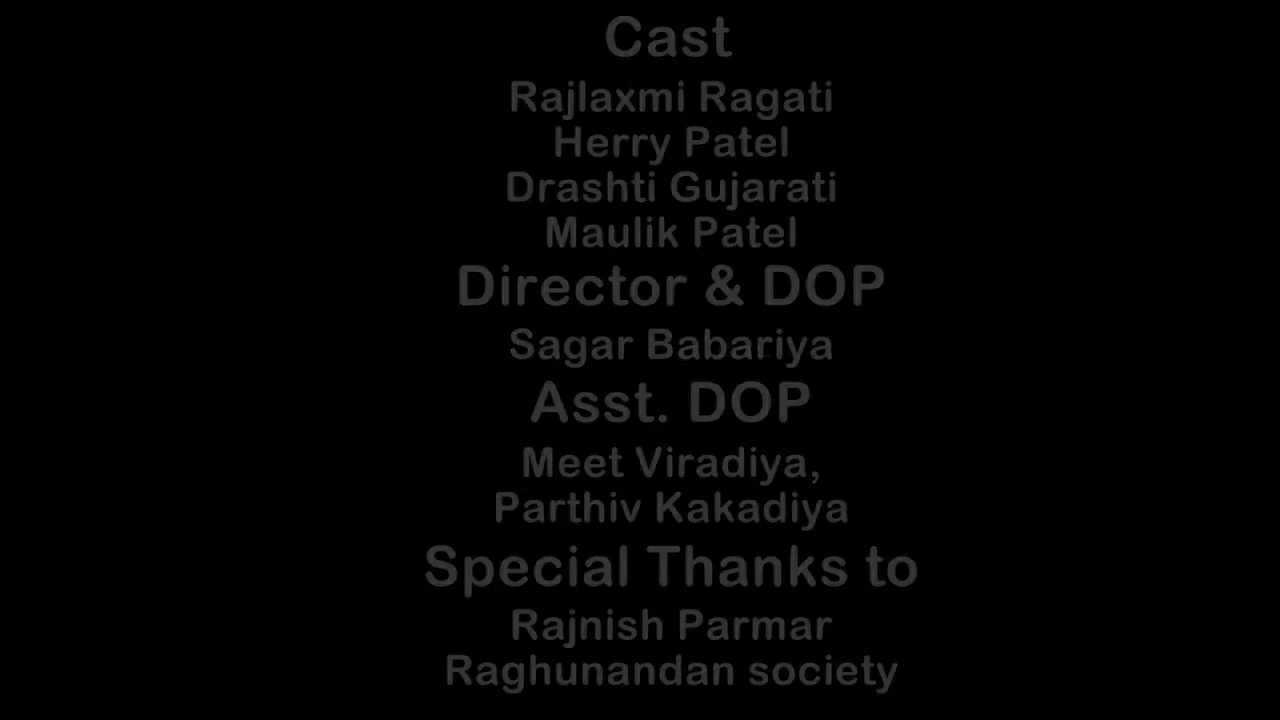 Cast
Rajlaxmi Ragati
Herry Patel
Drashti Gujarati
Maulik Patel
Director & DOP
Sagar Babariya
Asst. DOP
Meet Viradiya,
Parthiv Kakadiya
Special Thanks to
Rajnish Parmar
Raghunandan society